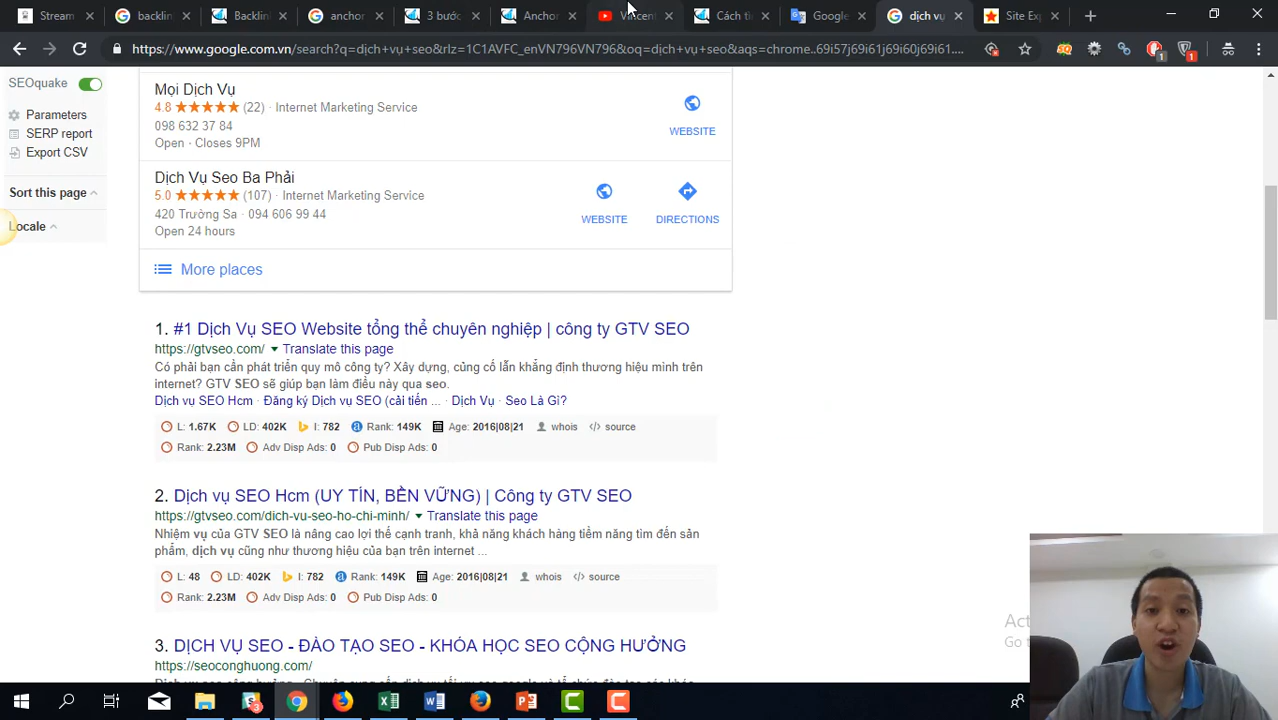 Stream
backlin
Backlin
anchor
3 bước
Anchor
Vincent
Cách tì
Google
dịch vụ
Site Exp
https://www.google.com.vn/search?q=dịch+vụ+seo&rlz=1C1AVFC_enVN796VN796&oq=dịch+vụ+seo&aqs=chrome..69i57j69i61j69i60j69i61....
SEOquake
Parameters
SERP report
Export CSV
Sort this page
Locale
Mọi Dịch Vụ
4.8 ★★★★★ (22) · Internet Marketing Service
098 632 37 84
Open · Closes 9PM
WEBSITE
Dịch Vụ Seo Ba Phải
5.0 ★★★★★ (107) · Internet Marketing Service
420 Trường Sa · 094 606 99 44
Open 24 hours
WEBSITE
DIRECTIONS
More places
1. #1 Dịch Vụ SEO Website tổng thể chuyên nghiệp | công ty GTV SEO
https://gtvseo.com/ Translate this page
Có phải bạn cần phát triển quy mô công ty? Xây dựng, củng cố lẫn khẳng định thương hiệu mình trên
internet? GTV SEO sẽ giúp bạn làm điều này qua seo.
Dịch vụ SEO Hcm · Đăng ký Dịch vụ SEO (cải tiến ... · Dịch Vụ · Seo Là Gì?
L: 1.67K LD: 402K I: 782 Rank: 149K Age: 2016|08|21 whois </> source
Rank: 2.23M Adv Disp Ads: 0 Pub Disp Ads: 0
2. Dịch vụ SEO Hcm (UY TÍN, BỀN VỮNG) | Công ty GTV SEO
https://gtvseo.com/dich-vu-seo-ho-chi-minh/ Translate this page
Nhiệm vụ của GTV SEO là nâng cao lợi thế cạnh tranh, khả năng khách hàng tiềm năng tìm đến sản
phẩm, dịch vụ cũng như thương hiệu của bạn trên internet ...
L: 48 LD: 402K I: 782 Rank: 149K Age: 2016|08|21 whois </> source
Rank: 2.23M Adv Disp Ads: 0 Pub Disp Ads: 0
3. DỊCH VỤ SEO - ĐÀO TẠO SEO - KHÓA HỌC SEO CỘNG HƯỞNG
https://seoconghuong.com/
Act
Go t